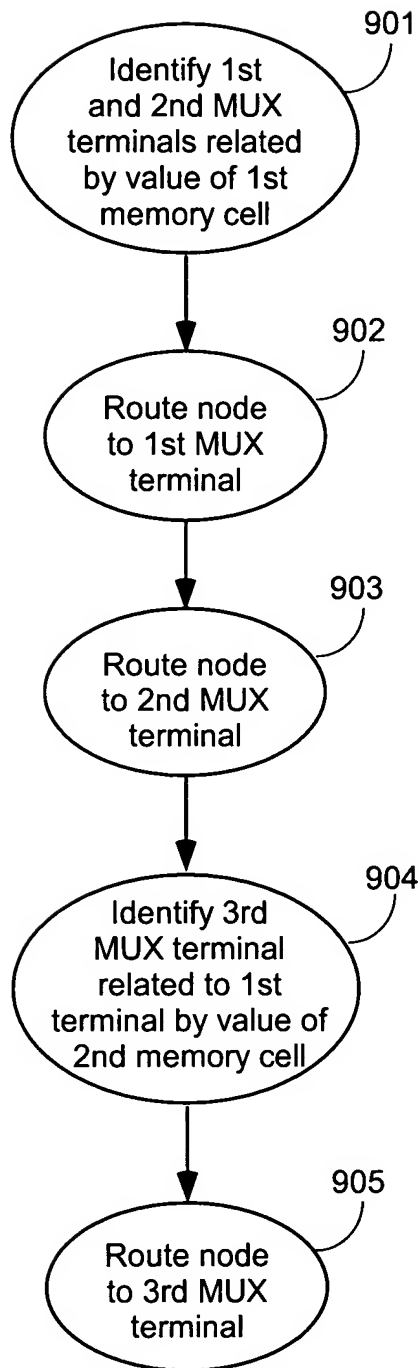 901
Identify 1st
and 2nd MUX
terminals related
by value of 1st
memory cell
902
Route node
to 1st MUX
terminal
903
Route node
to 2nd MUX
terminal
904
Identify 3rd
MUX terminal
related to 1st
terminal by value of
2nd memory cell
905
Route node
to 3rd MUX
terminal